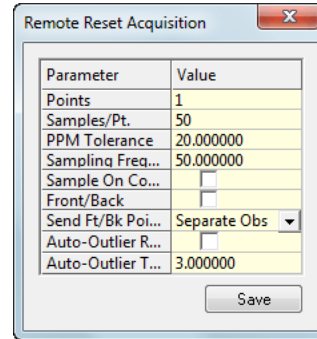 Remote Reset Acquisition
Parameter Value
Points 1
Samples/Pt. 50
PPM Tolerance 20.000000
Sampling Freq... 50.000000
Sample On Co...
Front/Back
Send Ft/Bk Poi... Separate Obs
Auto-Outlier R...
Auto-Outlier T... 3.000000
Save